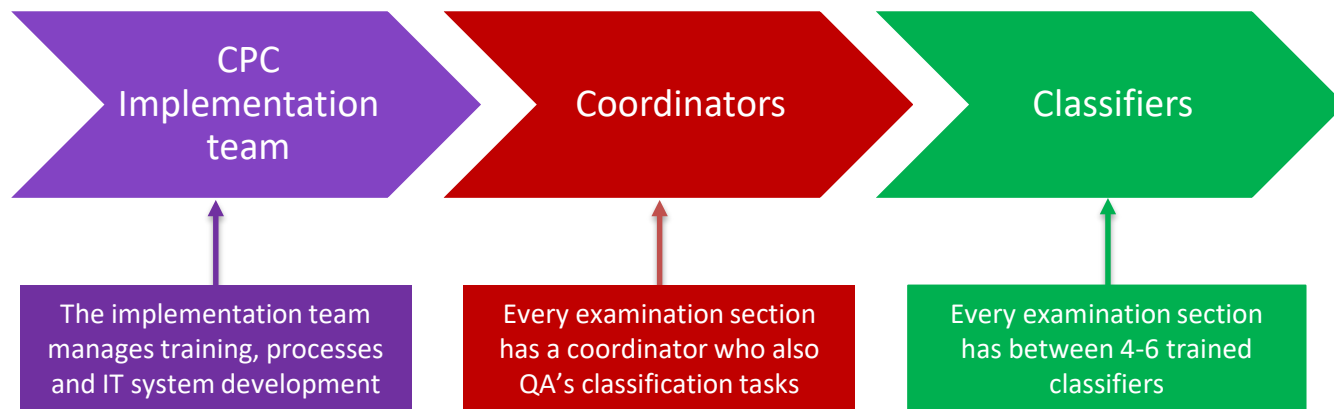 CPC
Implementation
team
Coordinators
Classifiers
The implementation team
manages training, processes
and IT system development
Every examination section
has a coordinator who also
QA’s classification tasks
Every examination section
has between 4-6 trained
classifiers